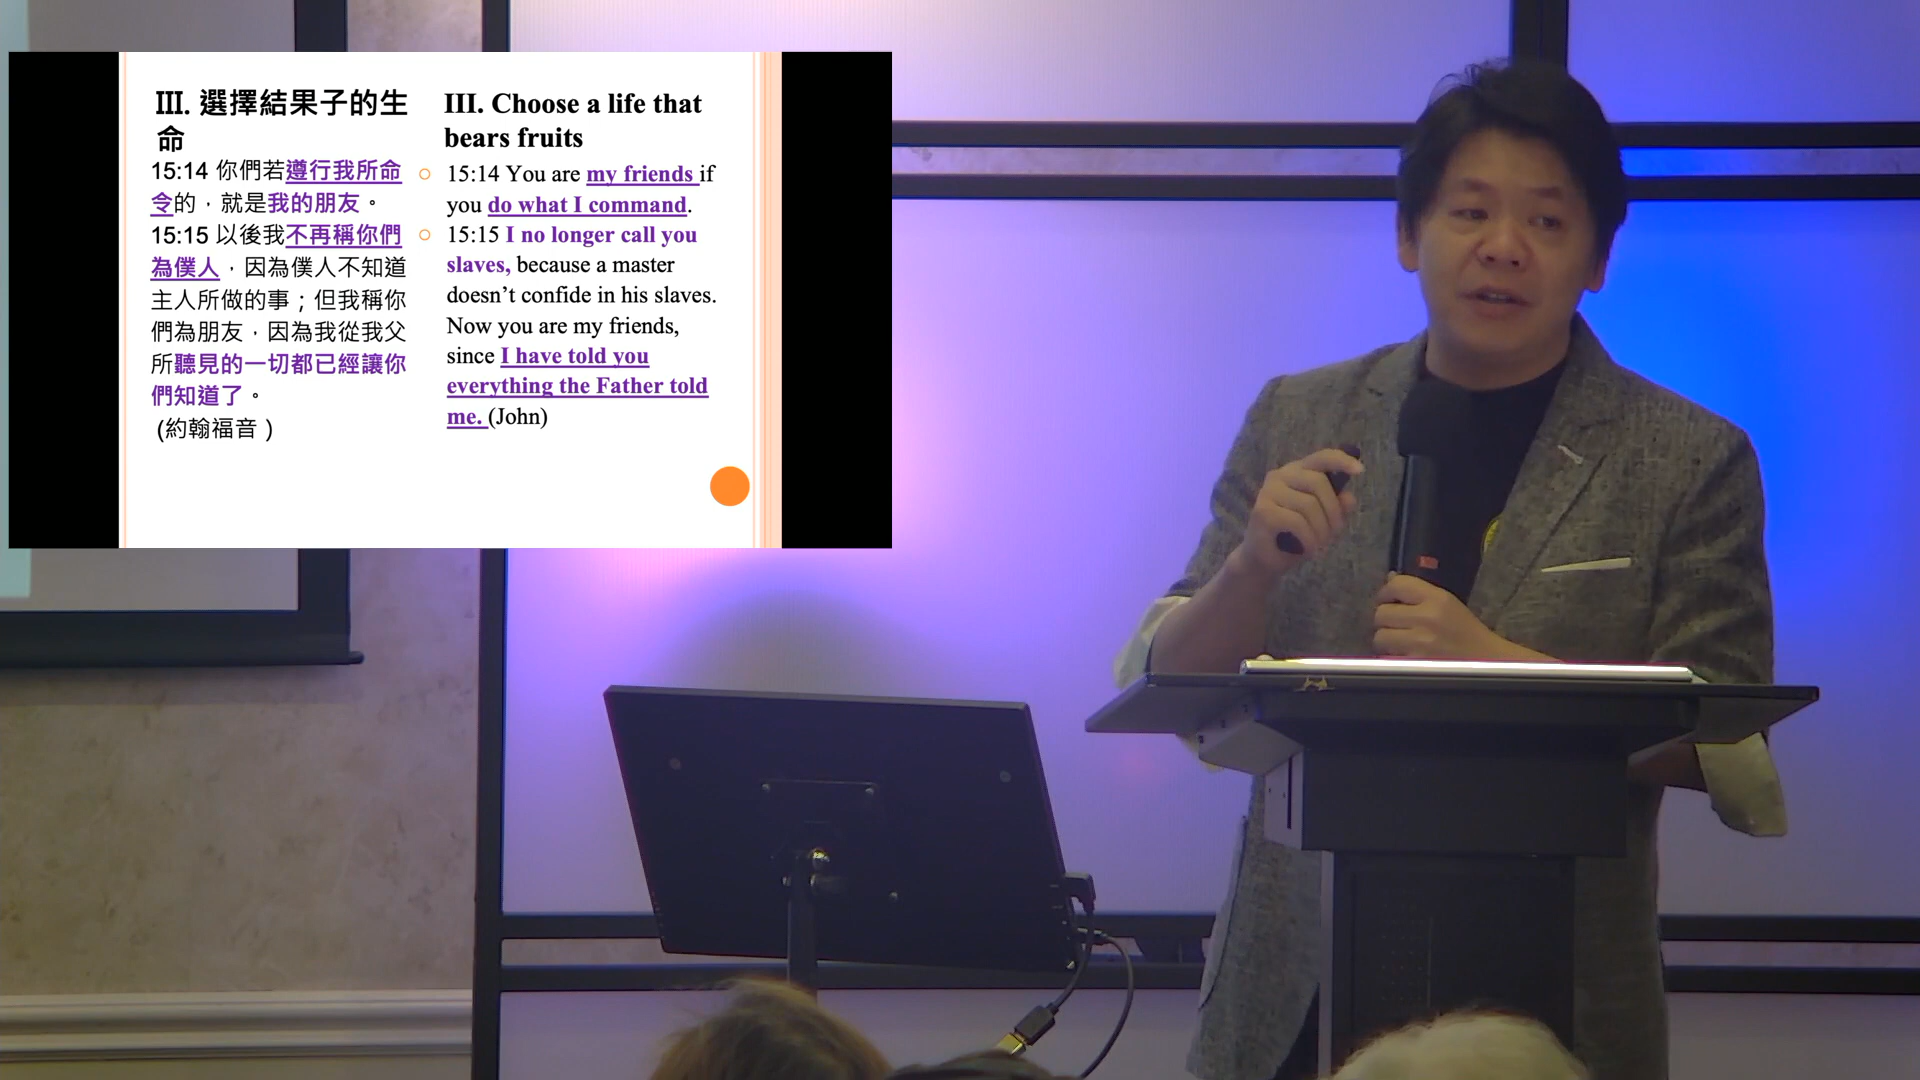 III. 選擇結果子的生
命
15:14 你們若遵行我所命
令的，就是我的朋友。
15:15 以後我不再稱你們
為僕人，因為僕人不知道
主人所做的事；但我稱你
們為朋友，因為我從我父
所聽見的一切都已經讓你
們知道了。
(約翰福音 )
III. Choose a life that
bears fruits
15:14 You are my friends if
you do what I command.
15:15 I no longer call you
slaves, because a master
doesn’t confide in his slaves.
Now you are my friends,
since I have told you
everything the Father told
me. (John)